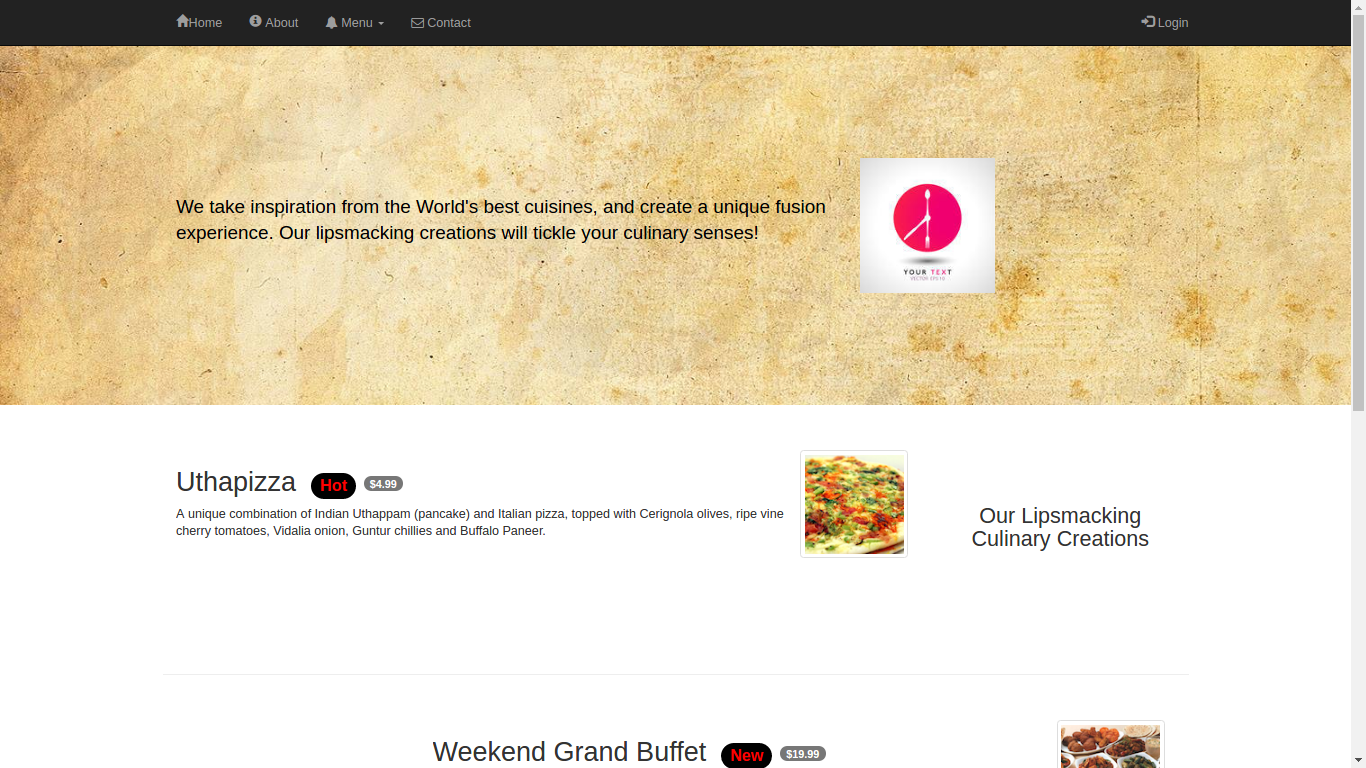 Home About Menu Contact Login
We take inspiration from the World's best cuisines, and create a unique fusion
experience. Our lipsmacking creations will tickle your culinary senses!
YOUR TEXT
VECTOR EPS 10
Uthapizza Hot $4.99
A unique combination of Indian Uthappam (pancake) and Italian pizza, topped with Cerignola olives, ripe vine
cherry tomatoes, Vidalia onion, Guntur chillies and Buffalo Paneer.
Our Lipsmacking
Culinary Creations
Weekend Grand Buffet New $19.99